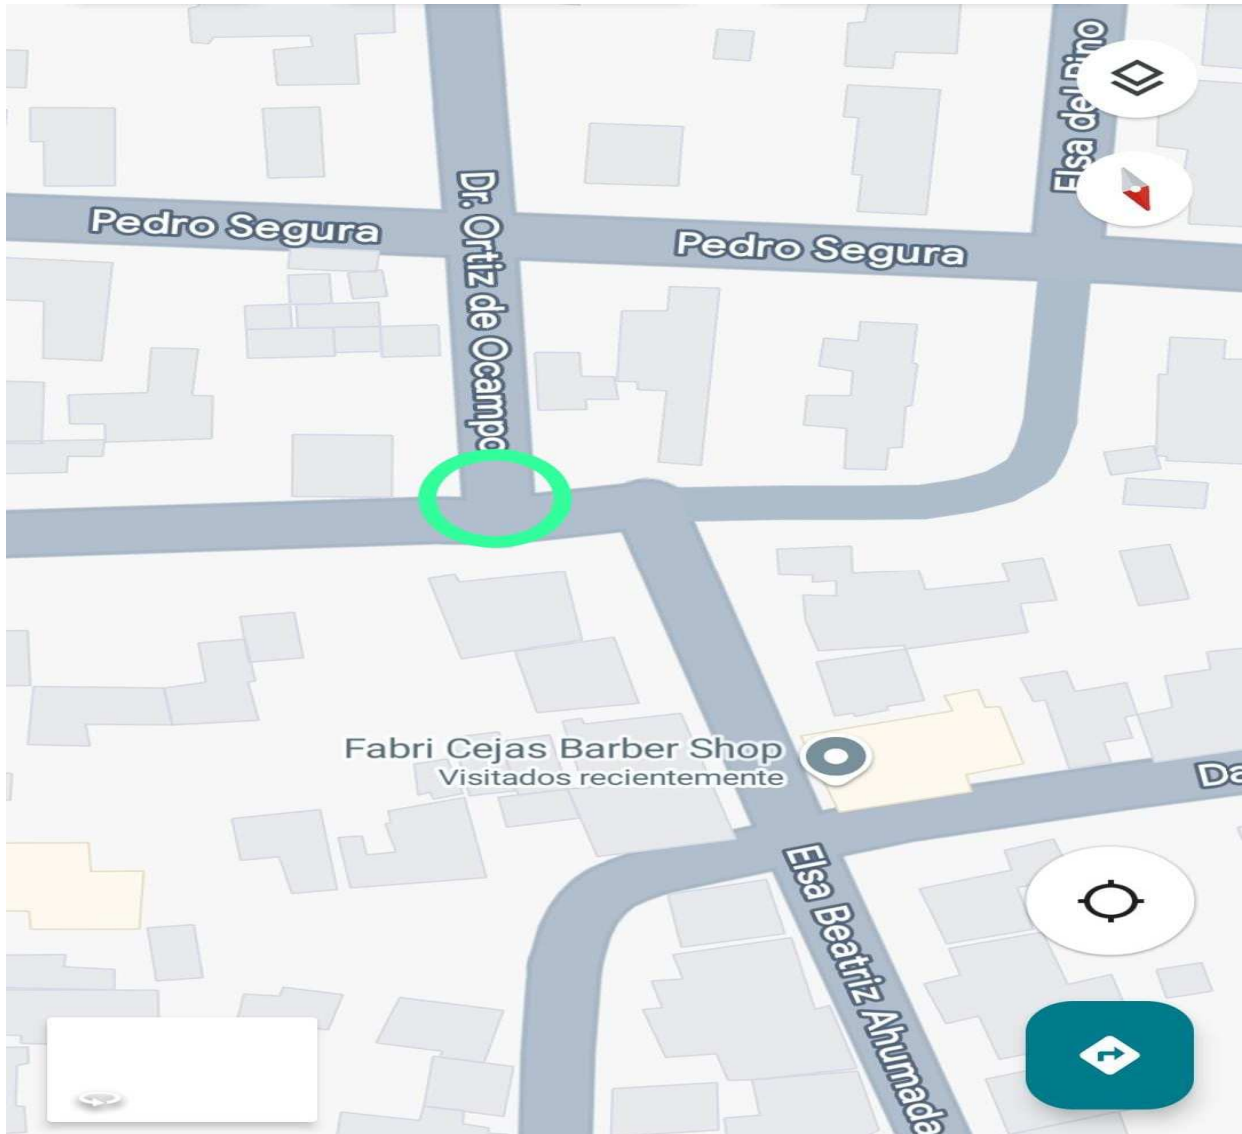 Elsa del Pino
Dr. Ortiz de Ocampo
Pedro Segura
Pedro Segura
Fabri Cejas Barber Shop
Visitados recientemente
Da
Elsa Beatriz Ahumada